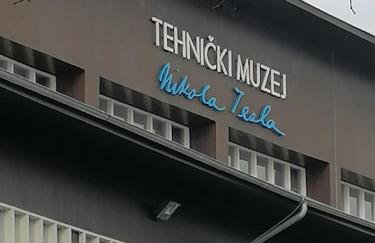 TEHNIČKI MUZEJ
Nikola Tesla